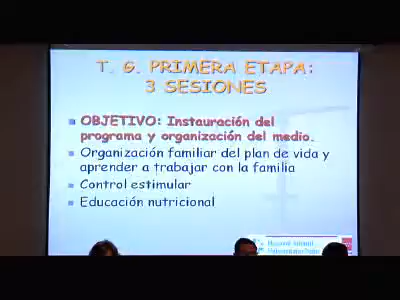 T. G. PRIMERA ETAPA:
3 SESIONES
OBJETIVO: Instauración del
programa y organización del medio.
Organización familiar del plan de vida y
aprender a trabajar con la familia
Control estimular
Educación nutricional